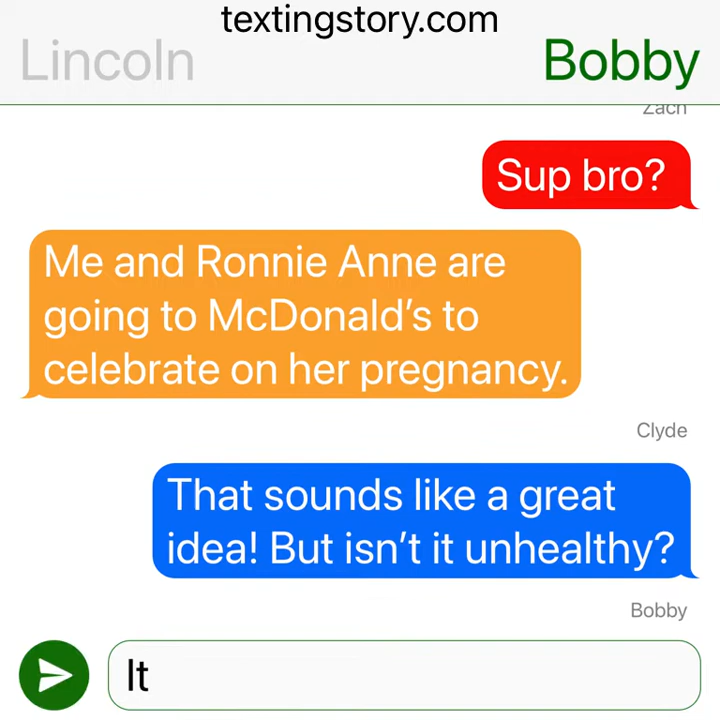 textingstory.com
Lincoln
Bobby
Zach
Sup bro?
Me and Ronnie Anne are
going to McDonald's to
celebrate on her pregnancy.
Clyde
That sounds like a great
idea! But isn't it unhealthy?
Bobby
It